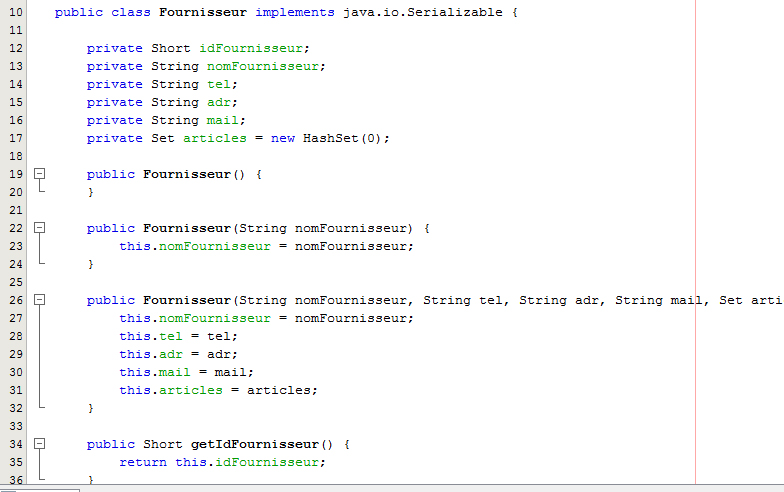 10 public class Fournisseur implements java.io.Serializable {
11
12 private Short idFournisseur;
13 private String nomFournisseur;
14 private String tel;
15 private String adr;
16 private String mail;
17 private Set articles = new HashSet(0);
18
19 public Fournisseur() {
20 }
21
22 public Fournisseur(String nomFournisseur) {
23 this.nomFournisseur = nomFournisseur;
24 }
25
26 public Fournisseur(String nomFournisseur, String tel, String adr, String mail, Set arti
27 this.nomFournisseur = nomFournisseur;
28 this.tel = tel;
29 this.adr = adr;
30 this.mail = mail;
31 this.articles = articles;
32 }
33
34 public Short getIdFournisseur() {
35 return this.idFournisseur;
36 }